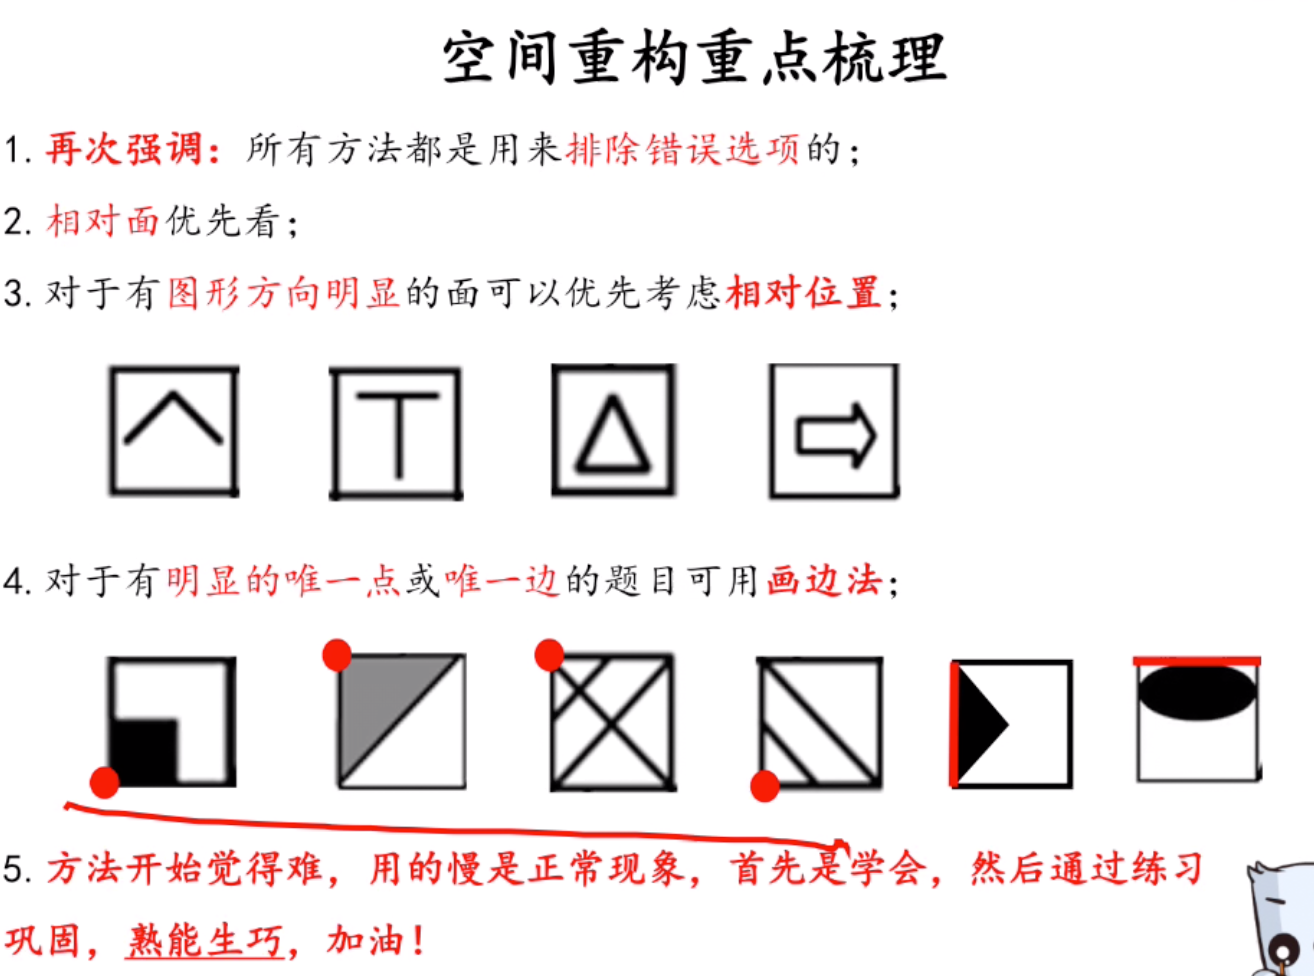 空间重构重点梳理
1.再次强调：所有方法都是用来排除错误选项的；
2.相对面优先看；
3.对于有图形方向明显的面可以优先考虑相对位置；
4.对于有明显的唯一点或唯一边的题目可用画边法；
5.方法开始觉得难，用的慢是正常现象，首先是学会，然后通过练习
巩固，熟能生巧，加油！